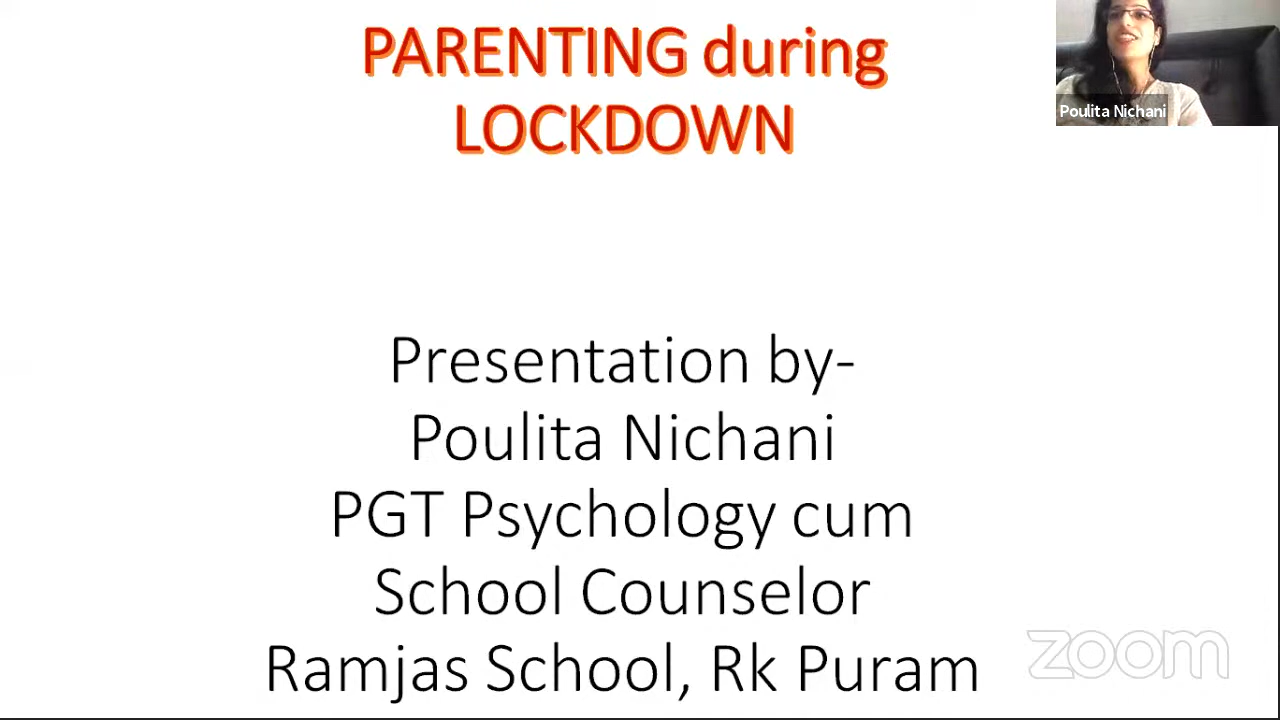 PARENTING during
LOCKDOWN
Poulita Nichani
Presentation by-
Poulita Nichani
PGT Psychology cum
School Counselor
Ramjas School, Rk Puram
zoom